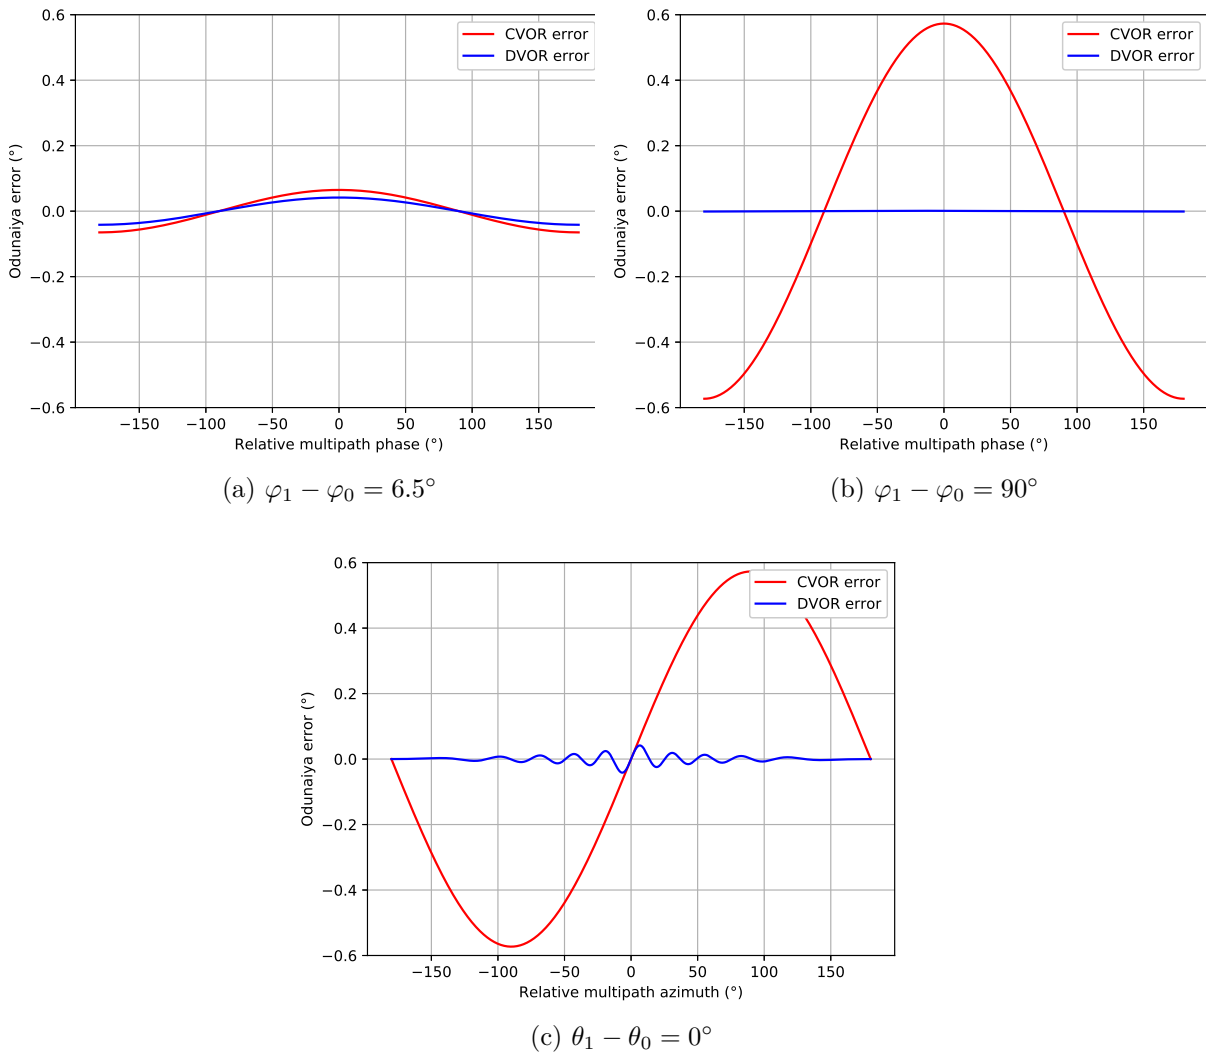 0.6
0.4
0.2
0.0
−0.2
−0.4
−0.6
Odunaiya error (°)
CVOR error
DVOR error
−150 −100 −50 0 50 100 150
Relative multipath phase (°)
(a) φ₁ − φ₀ = 6.5°
0.6
0.4
0.2
0.0
−0.2
−0.4
−0.6
Odunaiya error (°)
CVOR error
DVOR error
−150 −100 −50 0 50 100 150
Relative multipath phase (°)
(b) φ₁ − φ₀ = 90°
0.6
0.4
0.2
0.0
−0.2
−0.4
−0.6
Odunaiya error (°)
CVOR error
DVOR error
−150 −100 −50 0 50 100 150
Relative multipath azimuth (°)
(c) θ₁ − θ₀ = 0°